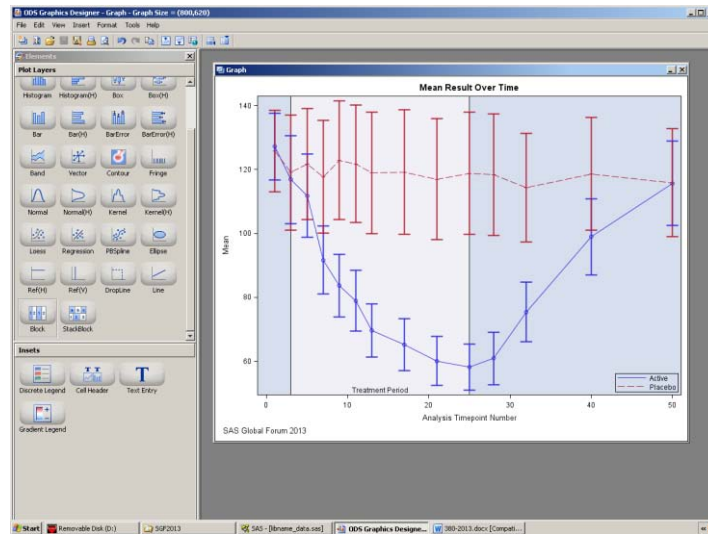 ODS Graphics Designer - Graph - Graph Size = (800,620)
File Edit View Insert Format Tools Help
Elements
Plot Layers
Histogram Histogram(H) Box Box(H)
Bar Bar(H) BarError BarError(H)
Band Vector Contour Fringe
Normal Normal(H) Kernel Kernel(H)
Loess Regression PBSpline Ellipse
Ref(H) Ref(V) DropLine Line
Block StackBlock
Insets
Discrete Legend Cell Header Text Entry
Gradient Legend
Graph
Mean Result Over Time
140
120
100
80
60
Mean
Treatment Period
Active
Placebo
0 10 20 30 40 50
Analysis Timepoint Number
SAS Global Forum 2013
Start Removable Disk (D:) SGF2013 SAS - [libname_data.sas] ODS Graphics Designe... 380-2013.docx [Compati...